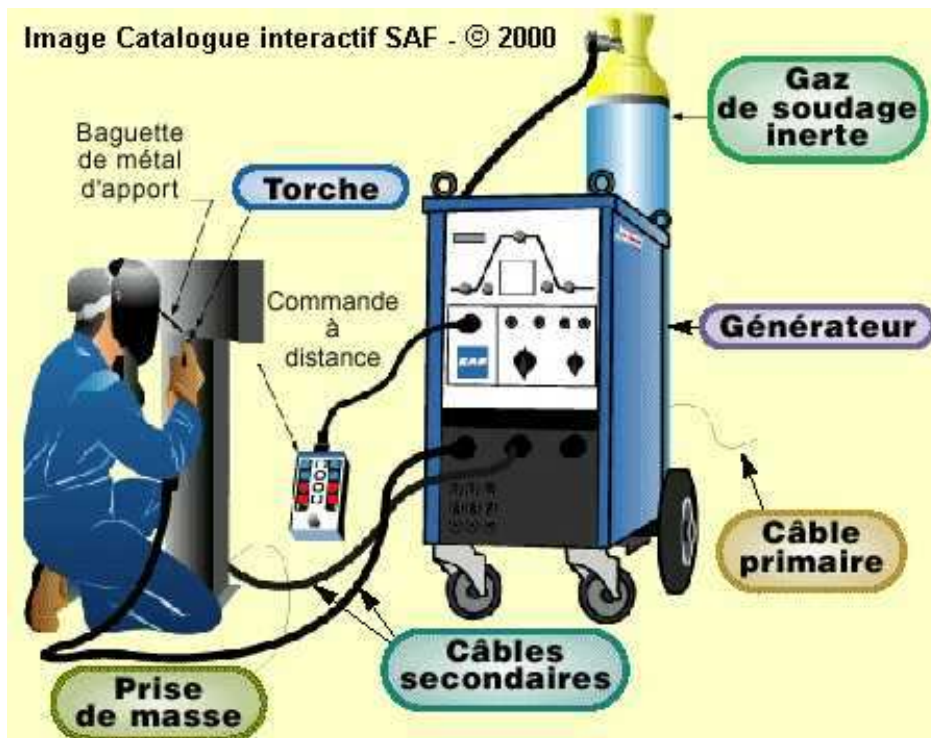 Image Catalogue interactif SAF - © 2000
Gaz
de soudage
inerte
Baguette
de métal
d'apport
Torche
Commande
à
distance
Générateur
SAF
Câble
primaire
Câbles
secondaires
Prise
de masse